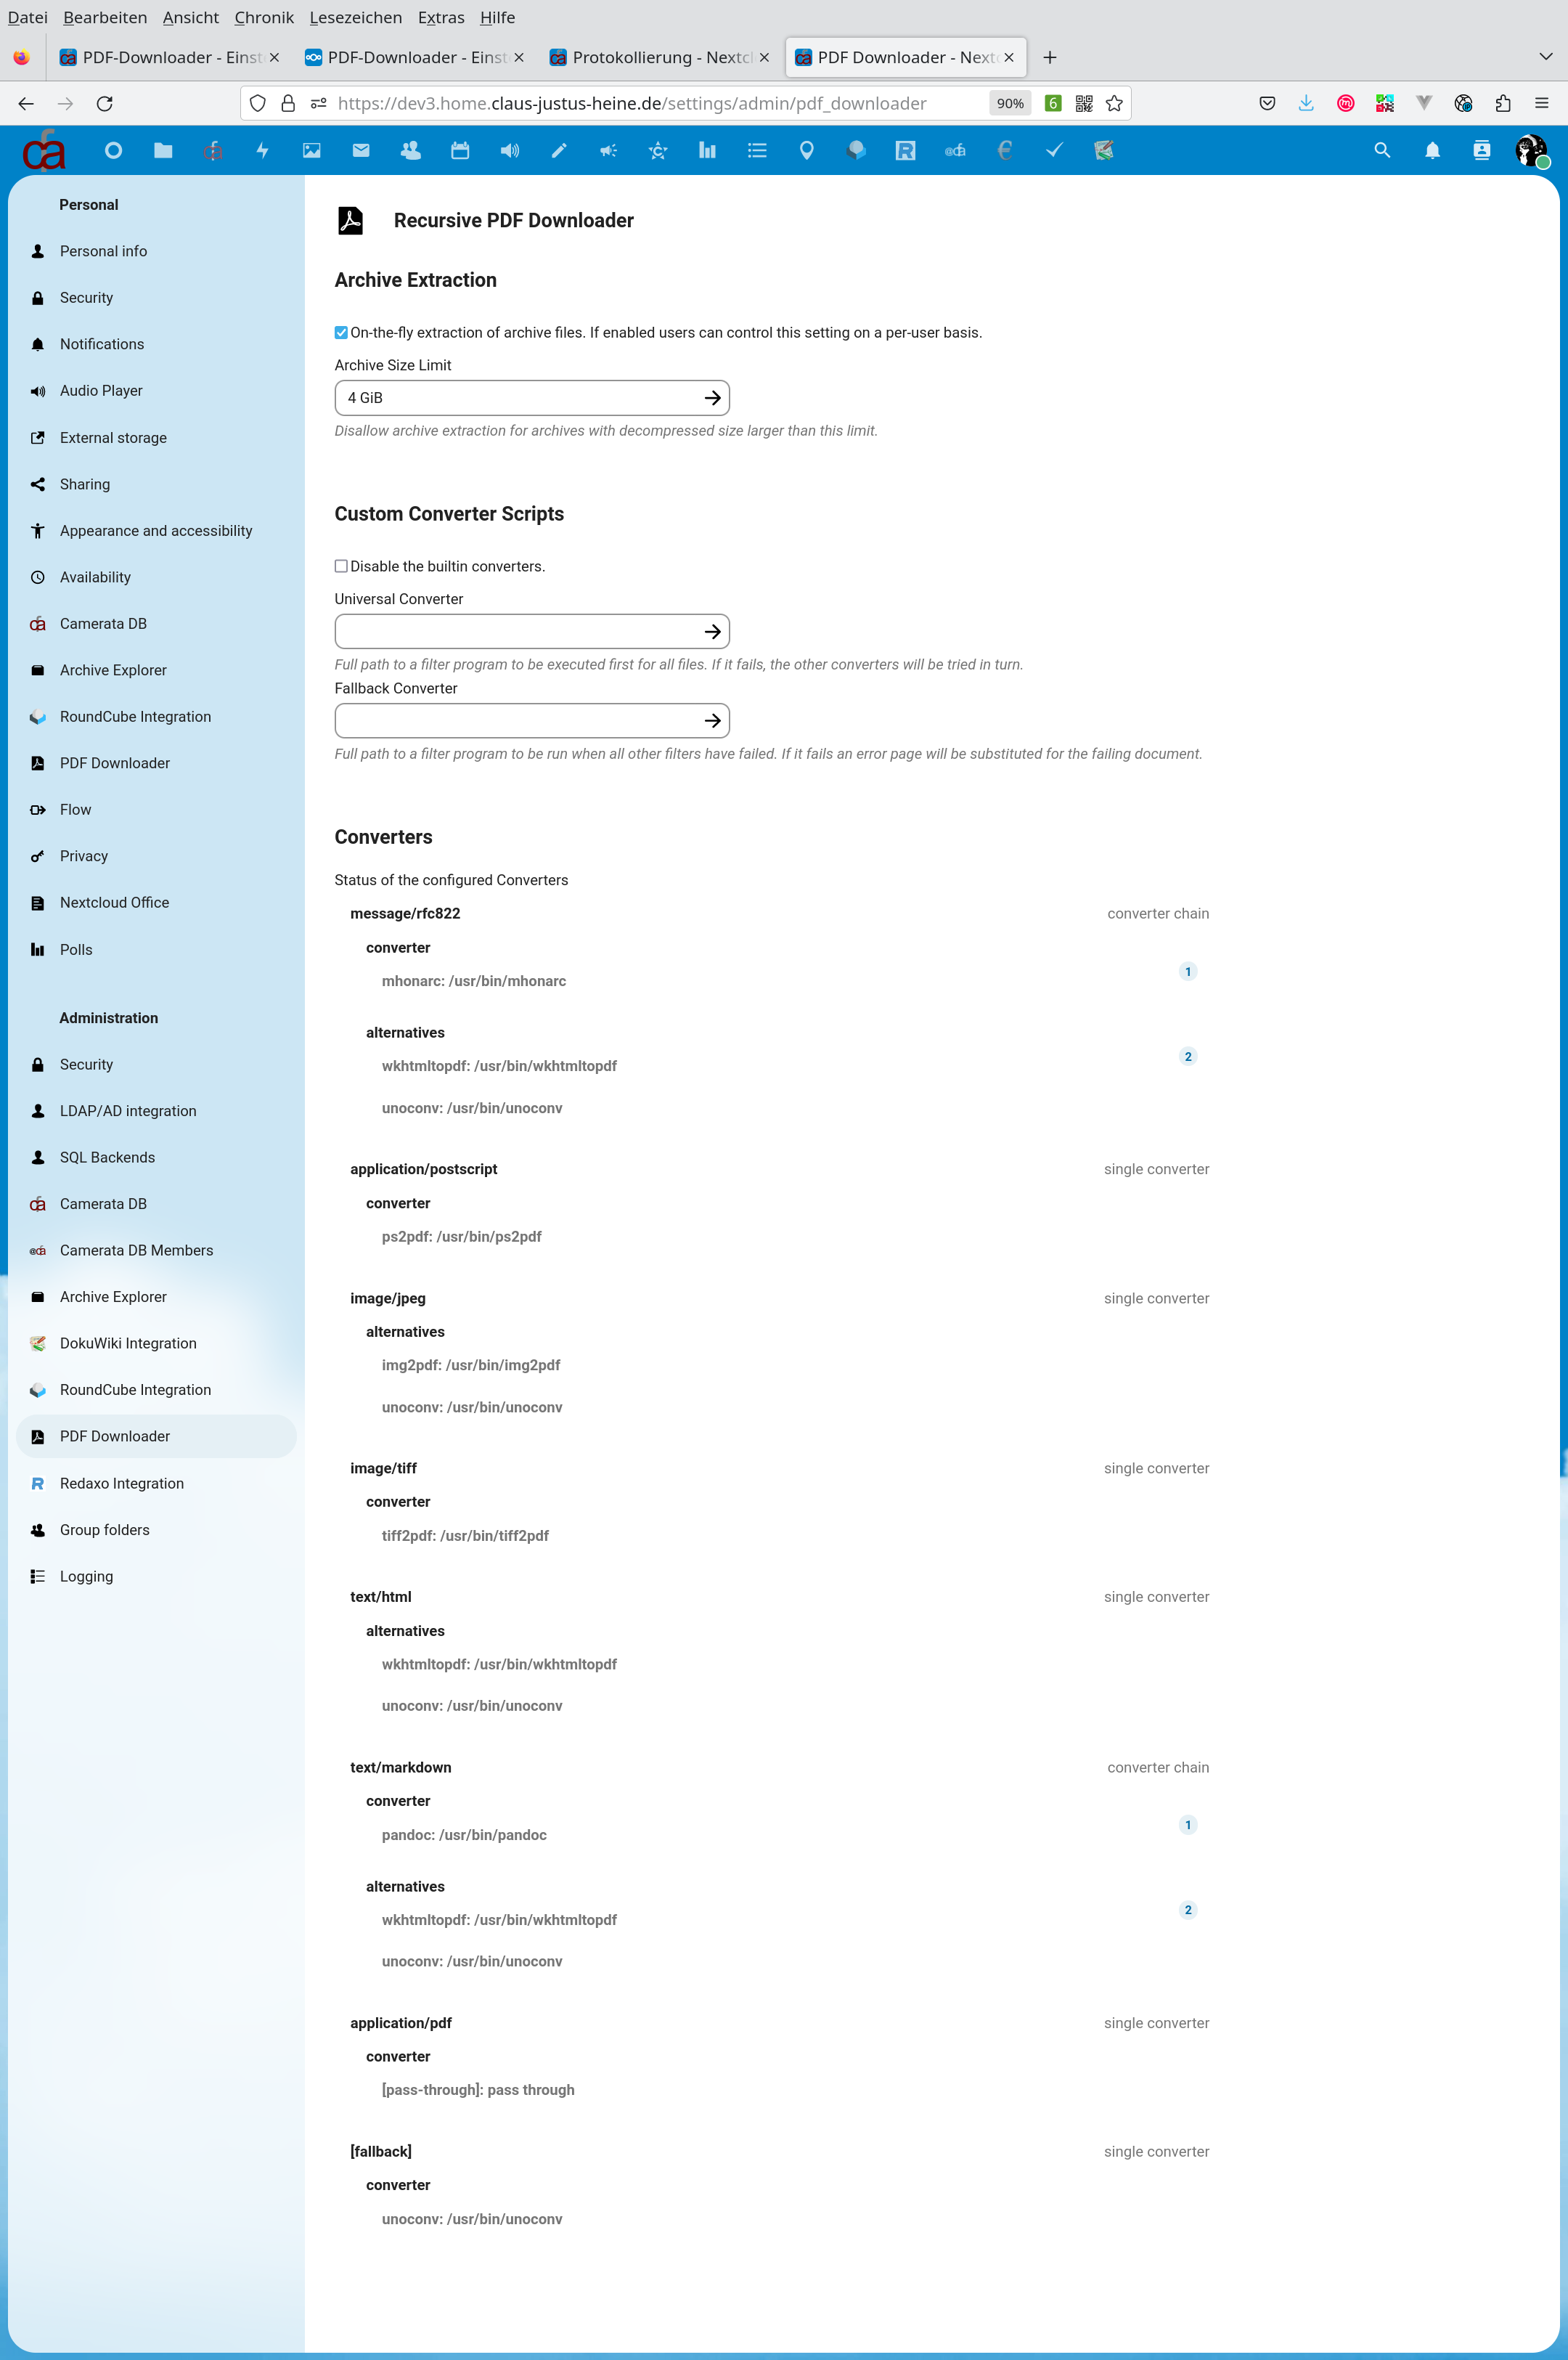 Datei Bearbeiten Ansicht Chronik Lesezeichen Extras Hilfe
PDF-Downloader - Einst
PDF-Downloader - Einst
Protokollierung - Nextcl
PDF Downloader - Nextc
https://dev3.home.claus-justus-heine.de/settings/admin/pdf_downloader
90%
6
Personal
Personal info
Security
Notifications
Audio Player
External storage
Sharing
Appearance and accessibility
Availability
Camerata DB
Archive Explorer
RoundCube Integration
PDF Downloader
Flow
Privacy
Nextcloud Office
Polls
Administration
Security
LDAP/AD integration
SQL Backends
Camerata DB
Camerata DB Members
Archive Explorer
DokuWiki Integration
RoundCube Integration
PDF Downloader
Redaxo Integration
Group folders
Logging
Recursive PDF Downloader
Archive Extraction
On-the-fly extraction of archive files. If enabled users can control this setting on a per-user basis.
Archive Size Limit
4 GiB
Disallow archive extraction for archives with decompressed size larger than this limit.
Custom Converter Scripts
Disable the builtin converters.
Universal Converter
Full path to a filter program to be executed first for all files. If it fails, the other converters will be tried in turn.
Fallback Converter
Full path to a filter program to be run when all other filters have failed. If it fails an error page will be substituted for the failing document.
Converters
Status of the configured Converters
message/rfc822 converter chain
converter
mhonarc: /usr/bin/mhonarc 1
alternatives
wkhtmltopdf: /usr/bin/wkhtmltopdf 2
unoconv: /usr/bin/unoconv
application/postscript single converter
converter
ps2pdf: /usr/bin/ps2pdf
image/jpeg single converter
alternatives
img2pdf: /usr/bin/img2pdf
unoconv: /usr/bin/unoconv
image/tiff single converter
converter
tiff2pdf: /usr/bin/tiff2pdf
text/html single converter
alternatives
wkhtmltopdf: /usr/bin/wkhtmltopdf
unoconv: /usr/bin/unoconv
text/markdown converter chain
converter
pandoc: /usr/bin/pandoc 1
alternatives
wkhtmltopdf: /usr/bin/wkhtmltopdf 2
unoconv: /usr/bin/unoconv
application/pdf single converter
converter
[pass-through]: pass through
[fallback] single converter
converter
unoconv: /usr/bin/unoconv